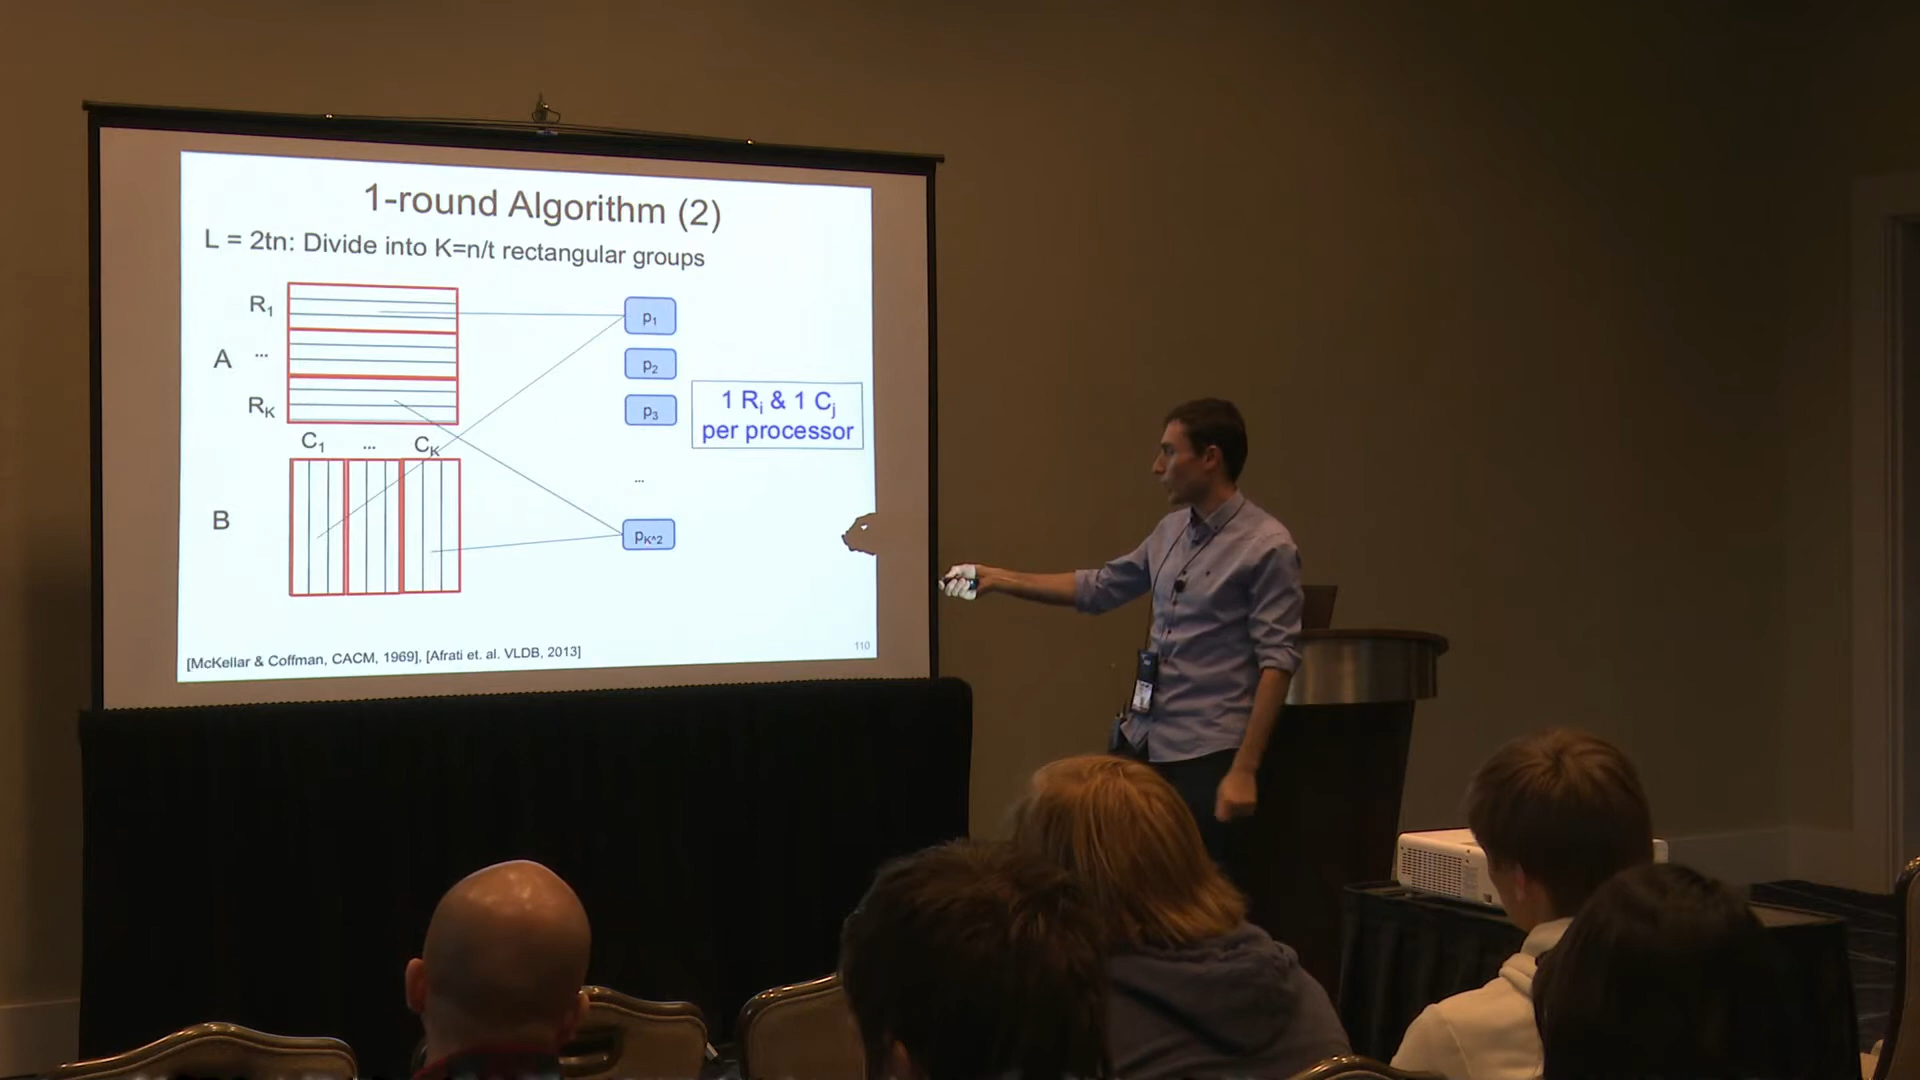 1-round Algorithm (2)
L = 2tn: Divide into K=n/t rectangular groups
R1
A ...
RK
C1 ... CK
B
p1
p2
p3
...
pK^2
1 Ri & 1 Cj
per processor
[McKellar & Coffman, CACM, 1969], [Afrati et. al. VLDB, 2013]
110